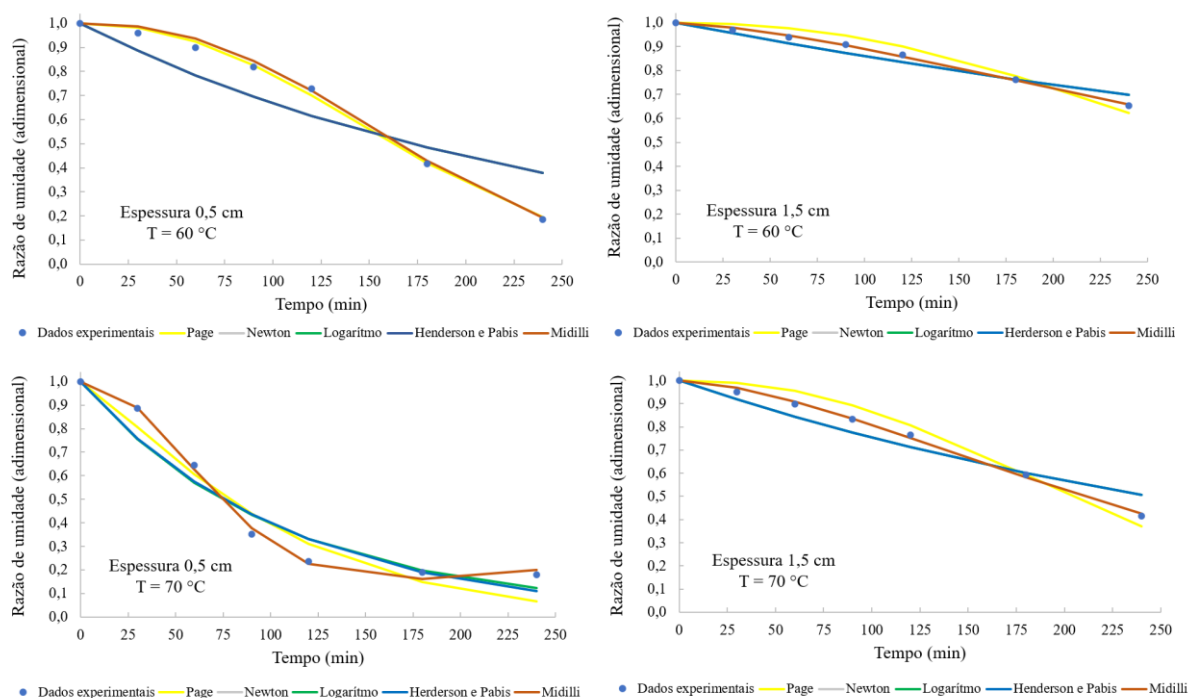 Razão de umidade (adimensional)
1,0
0,9
0,8
0,7
0,6
0,5
0,4
0,3
0,2
0,1
0,0
Espessura 0,5 cm
T = 60 °C
0 25 50 75 100 125 150 175 200 225 250
Tempo (min)
Dados experimentais Page Newton Logarítmo Henderson e Pabis Midilli
Razão de umidade (adimensional)
1,0
0,9
0,8
0,7
0,6
0,5
0,4
0,3
0,2
0,1
0,0
Espessura 1,5 cm
T = 60 °C
0 25 50 75 100 125 150 175 200 225 250
Tempo (min)
Dados experimentais Page Newton Logarítmo Henderson e Pabis Midilli
Razão de umidade (adimensional)
1,0
0,9
0,8
0,7
0,6
0,5
0,4
0,3
0,2
0,1
0,0
Espessura 0,5 cm
T = 70 °C
0 25 50 75 100 125 150 175 200 225 250
Tempo (min)
Dados experimentais Page Newton Logarítmo Herderson e Pabis Midilli
Razão de umidade (adimensional)
1,0
0,9
0,8
0,7
0,6
0,5
0,4
0,3
0,2
0,1
0,0
Espessura 1,5 cm
T = 70 °C
0 25 50 75 100 125 150 175 200 225 250
Tempo (min)
Dados experimentais Page Newton Logarítmo Herderson e Pabis Midilli